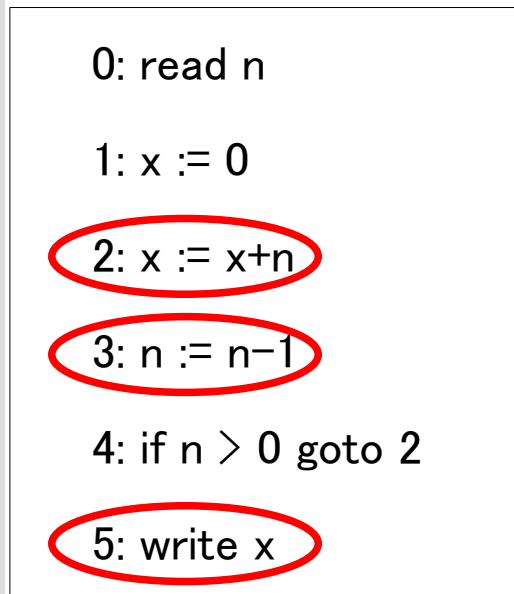 0: read n
1: x := 0
2: x := x+n
3: n := n-1
4: if n > 0 goto 2
5: write x